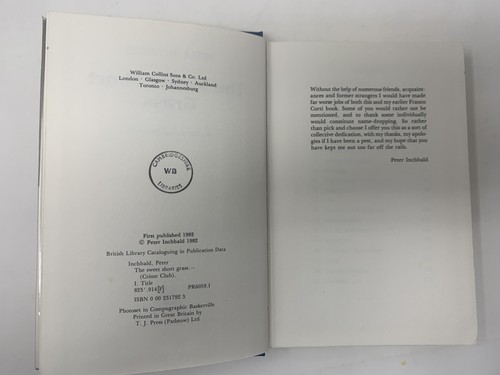 William Collins Sons & Co. Ltd
London · Glasgow · Sydney · Auckland
Toronto · Johannesburg
CAMBRIDGESHIRE
WB
LIBRARIES
First published 1982
© Peter Inchbald 1982
British Library Cataloguing in Publication Data
Inchbald, Peter
The sweet short grass.—
(Crime Club).
I. Title
823'.914[F] PR6059.1
ISBN 0 00 231792 5
Photoset in Compugraphic Baskerville
Printed in Great Britain by
T. J. Press (Padstow) Ltd
Without the help of numerous friends, acquaint-
ances and former strangers I would have made
far worse jobs of both this and my earlier Franco
Corti book. Some of you would rather not be
mentioned, and to thank some individually
would constitute name-dropping. So rather
than pick and choose I offer you this as a sort of
collective dedication, with my thanks, my apolo-
gies if I have been a pest, and my hope that you
have kept me not too far off the rails.
Peter Inchbald